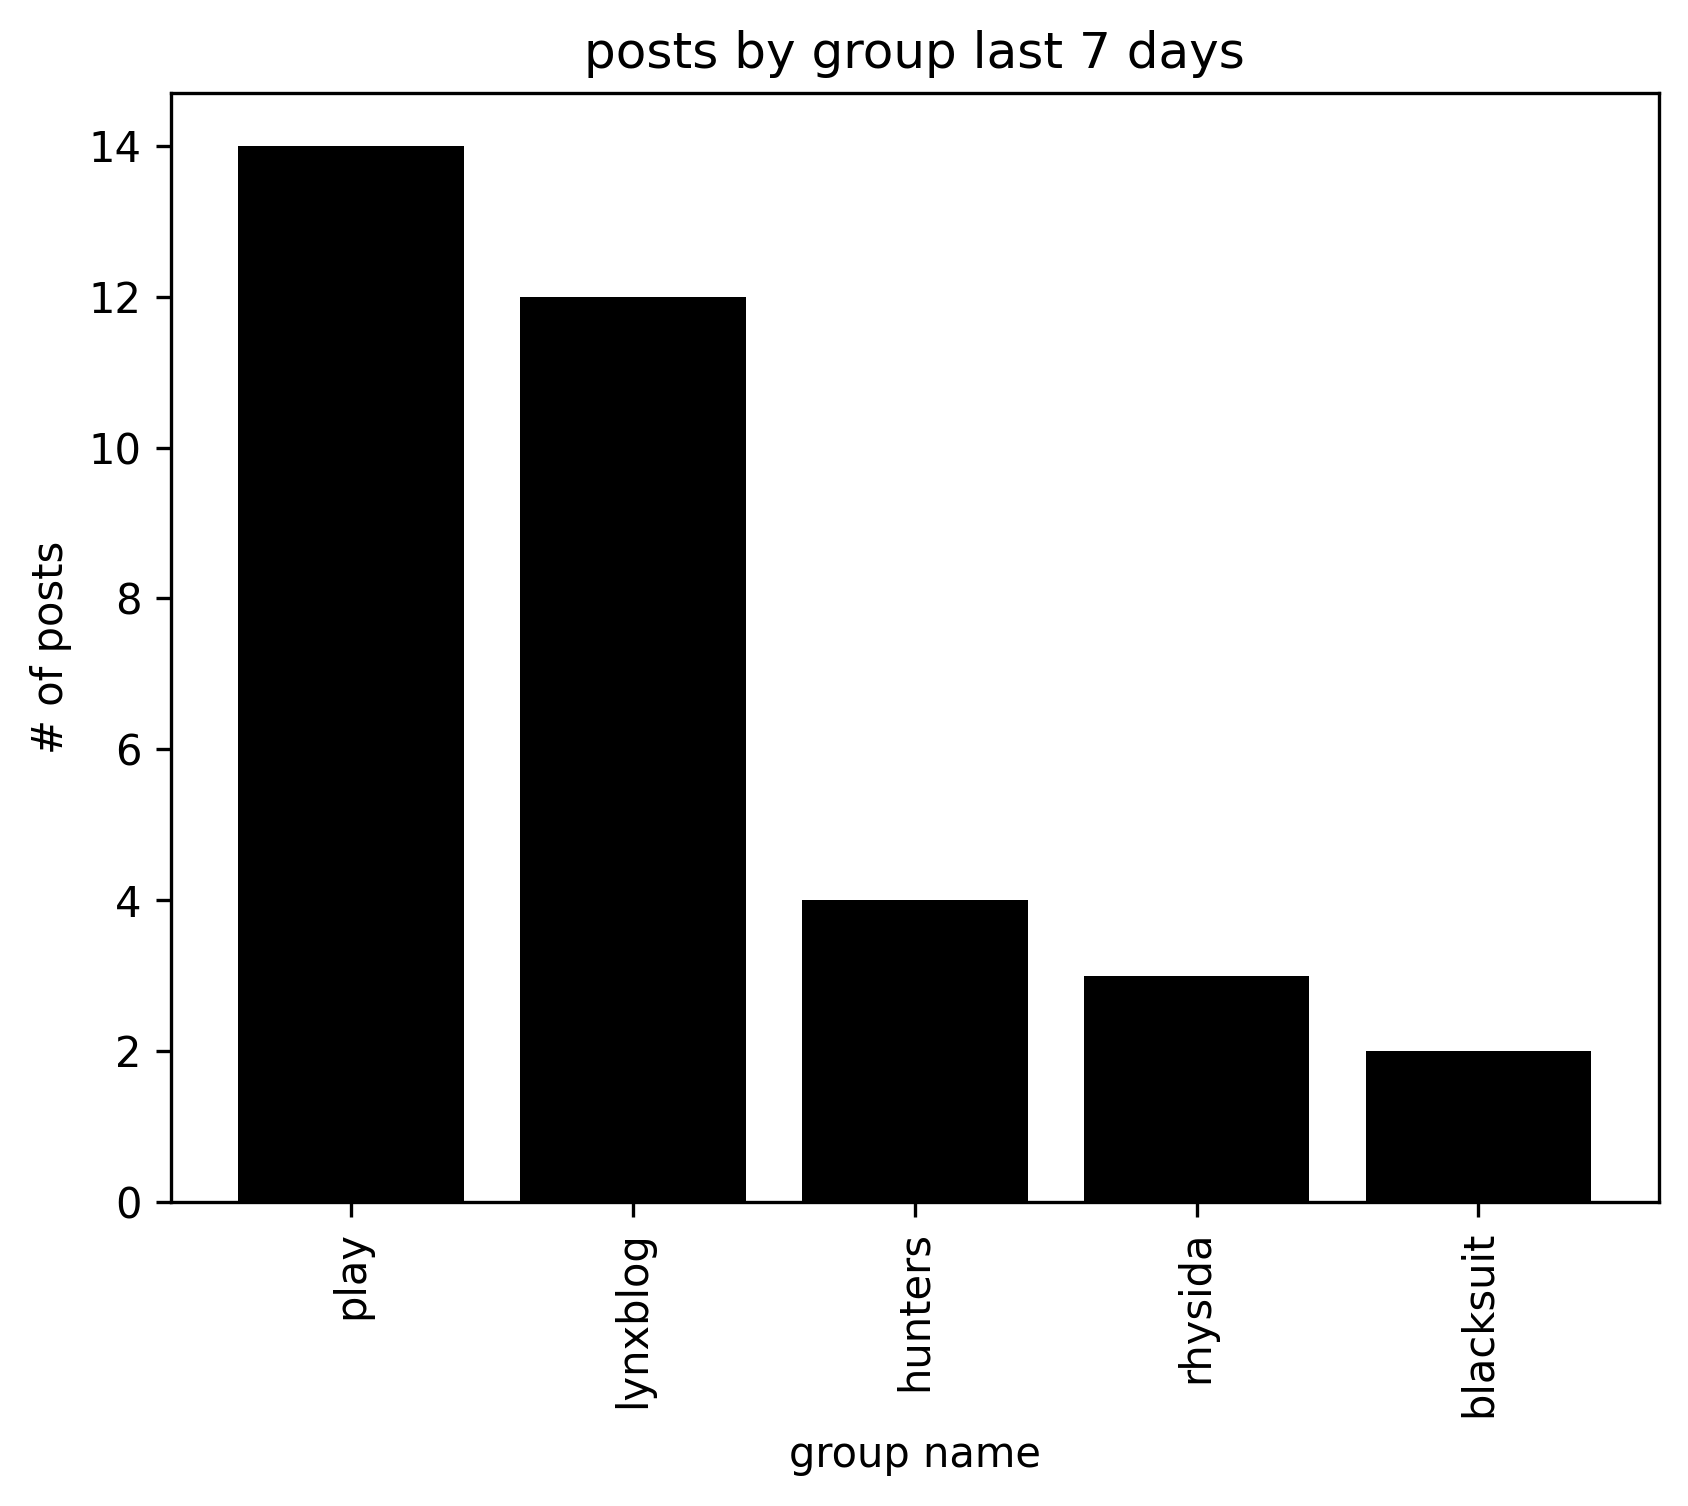 posts by group last 7 days
14
12
10
8
6
4
2
0
# of posts
play
lynxblog
hunters
rhysida
blacksuit
group name